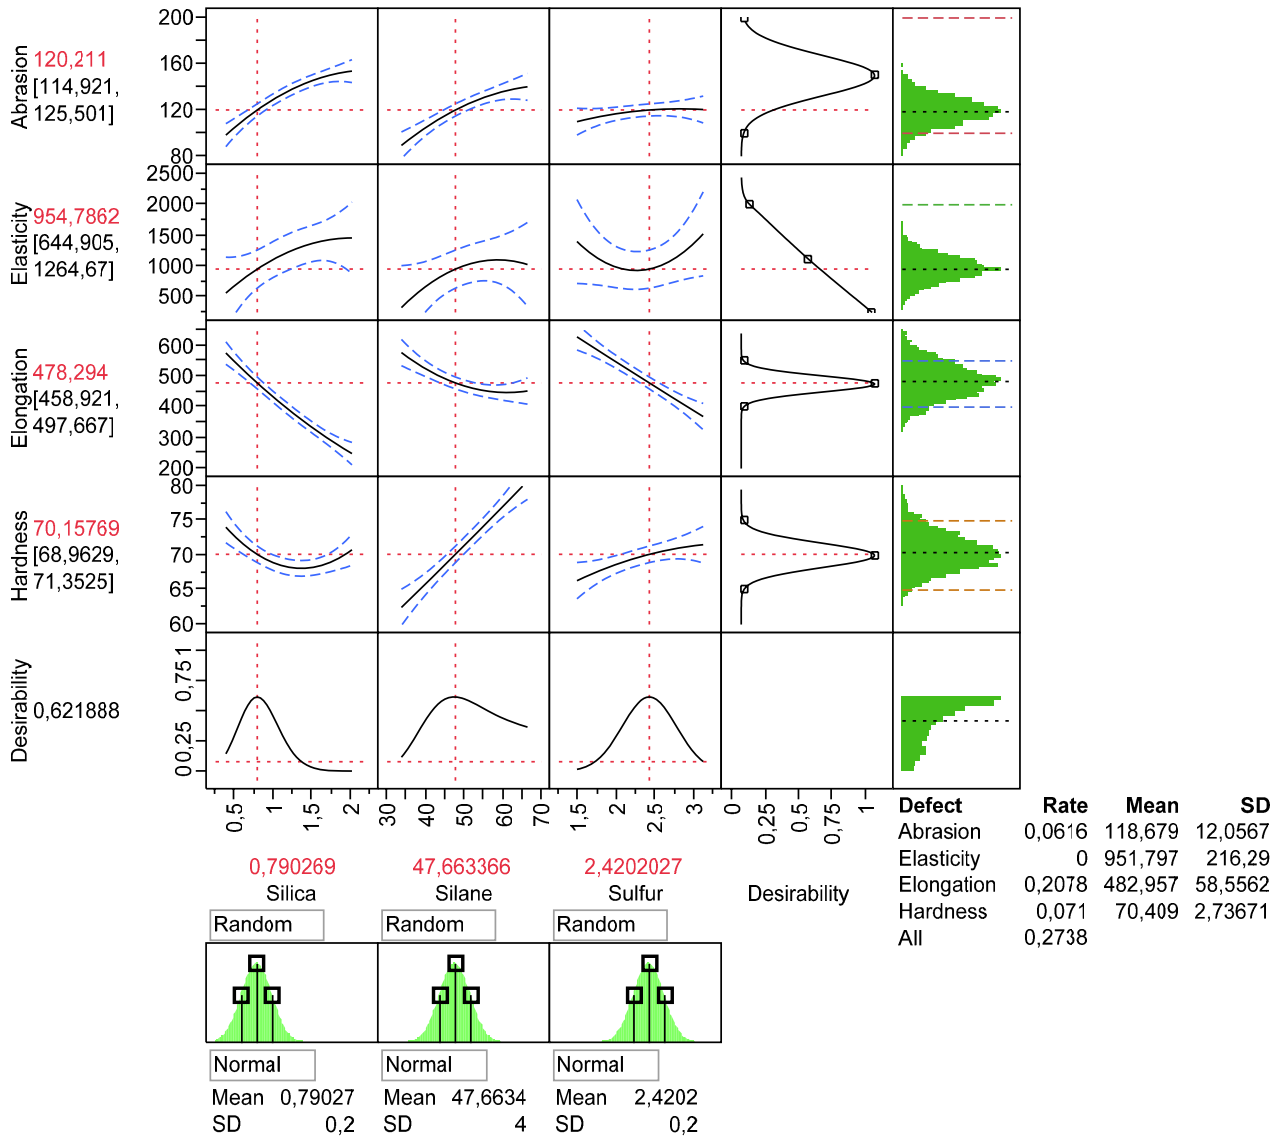 Abrasion
120,211
[114,921,
125,501]
200
160
120
80
Elasticity
954,7862
[644,905,
1264,67]
2500
2000
1500
1000
500
Elongation
478,294
[458,921,
497,667]
600
500
400
300
200
Hardness
70,15769
[68,9629,
71,3525]
80
75
70
65
60
Desirability
0,621888
0 0,25 0,75 1
0,5 1 1,5 2
30 40 50 60 70
1,5 2 2,5 3
0 0,25 0,5 0,75 1
0,790269 47,663366 2,4202027
Silica Silane Sulfur Desirability
Defect Rate Mean SD
Abrasion 0,0616 118,679 12,0567
Elasticity 0 951,797 216,29
Elongation 0,2078 482,957 58,5562
Hardness 0,071 70,409 2,73671
All 0,2738
Random Random Random
Normal Normal Normal
Mean 0,79027 Mean 47,6634 Mean 2,4202
SD 0,2 SD 4 SD 0,2